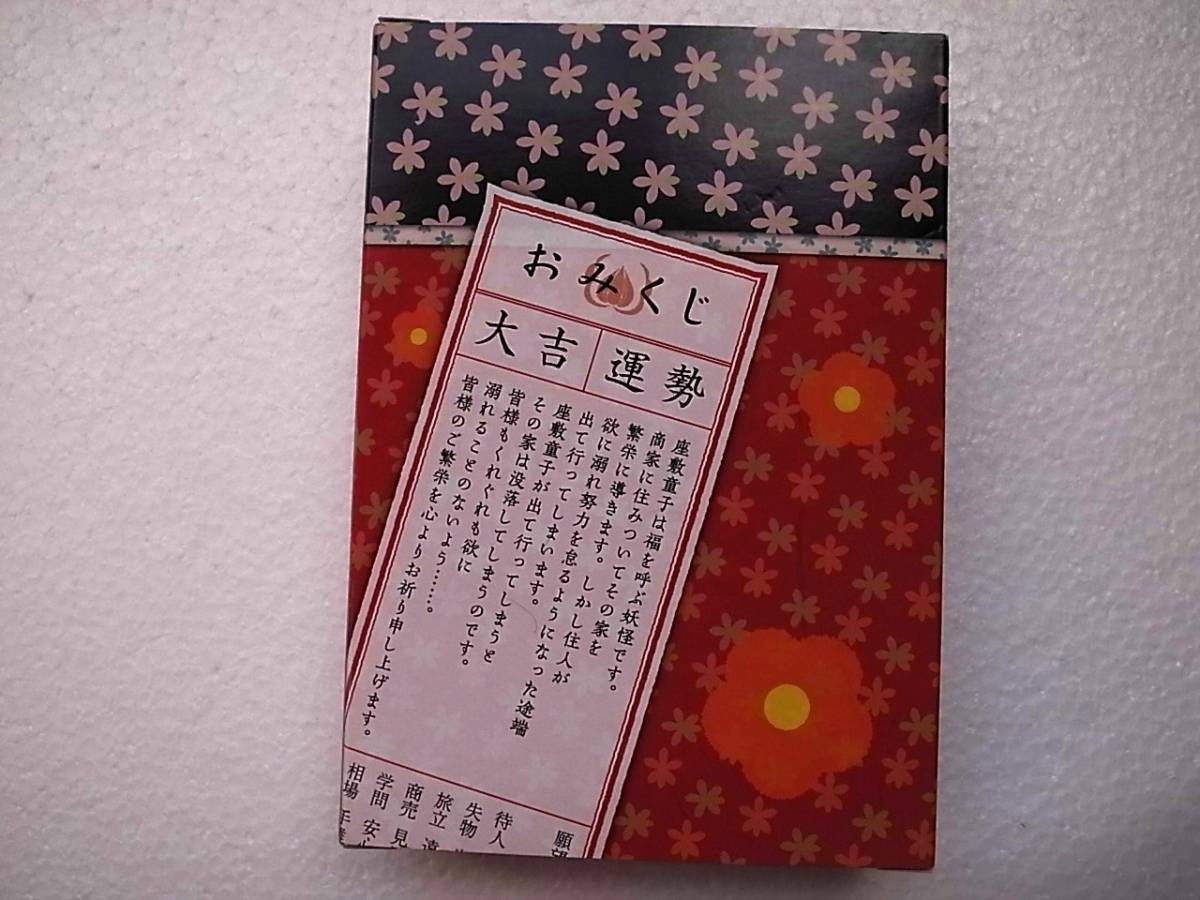 おみくじ
運勢
大吉
座敷童子は福を呼ぶ妖怪です。
商家に住みついてその家を
繁栄に導きます。しかし住人が
欲に溺れ努力を怠るようになった途端
出て行ってしまいます。
座敷童子が出て行ってしまうと
その家は没落してしまうのです。
皆様もくれぐれも欲に
溺れることのないよう……。
皆様のご繁栄を心よりお祈り申し上げます。
願望
待人
失物
旅立 遠
商売 見
学問 安
相場